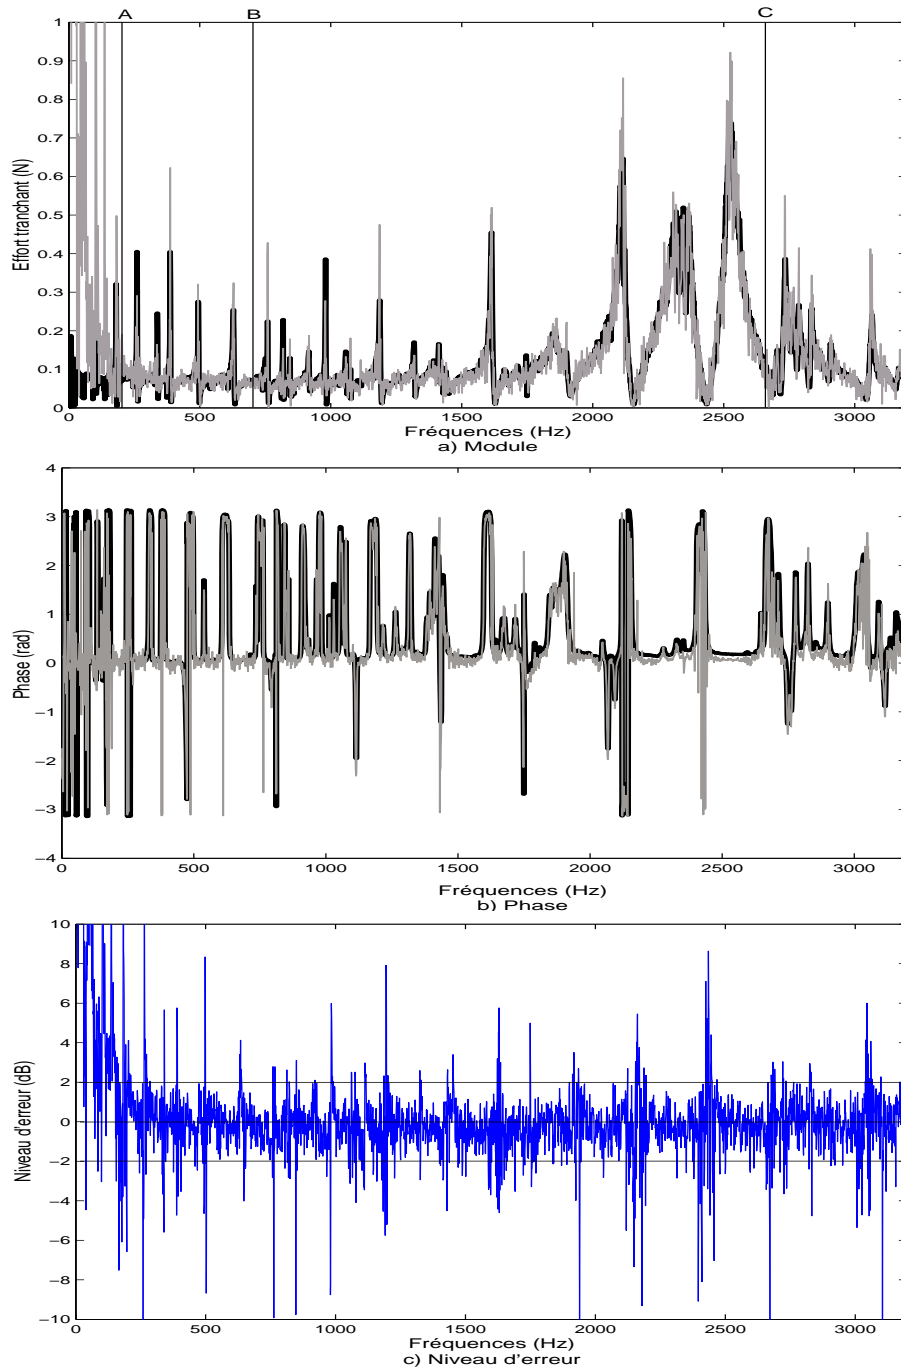 A B C
1
0.9
0.8
0.7
0.6
0.5
0.4
0.3
0.2
0.1
0
Effort tranchant (N)
0 500 1000 1500 2000 2500 3000
Fréquences (Hz)
a) Module
4
3
2
1
0
−1
−2
−3
−4
Phase (rad)
0 500 1000 1500 2000 2500 3000
Fréquences (Hz)
b) Phase
10
8
6
4
2
0
−2
−4
−6
−8
−10
Niveau d'erreur (dB)
0 500 1000 1500 2000 2500 3000
Fréquences (Hz)
c) Niveau d'erreur